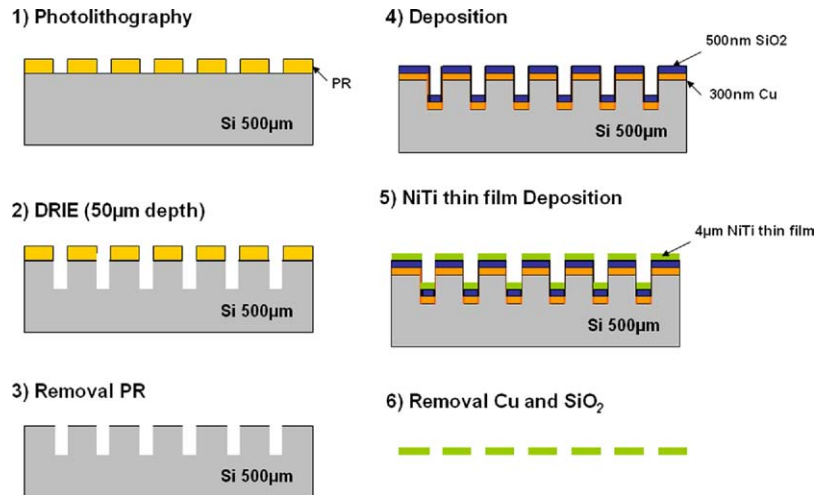 1) Photolithography
PR
Si 500µm
2) DRIE (50µm depth)
Si 500µm
3) Removal PR
Si 500µm
4) Deposition
500nm SiO2
300nm Cu
Si 500µm
5) NiTi thin film Deposition
4µm NiTi thin film
Si 500µm
6) Removal Cu and SiO₂